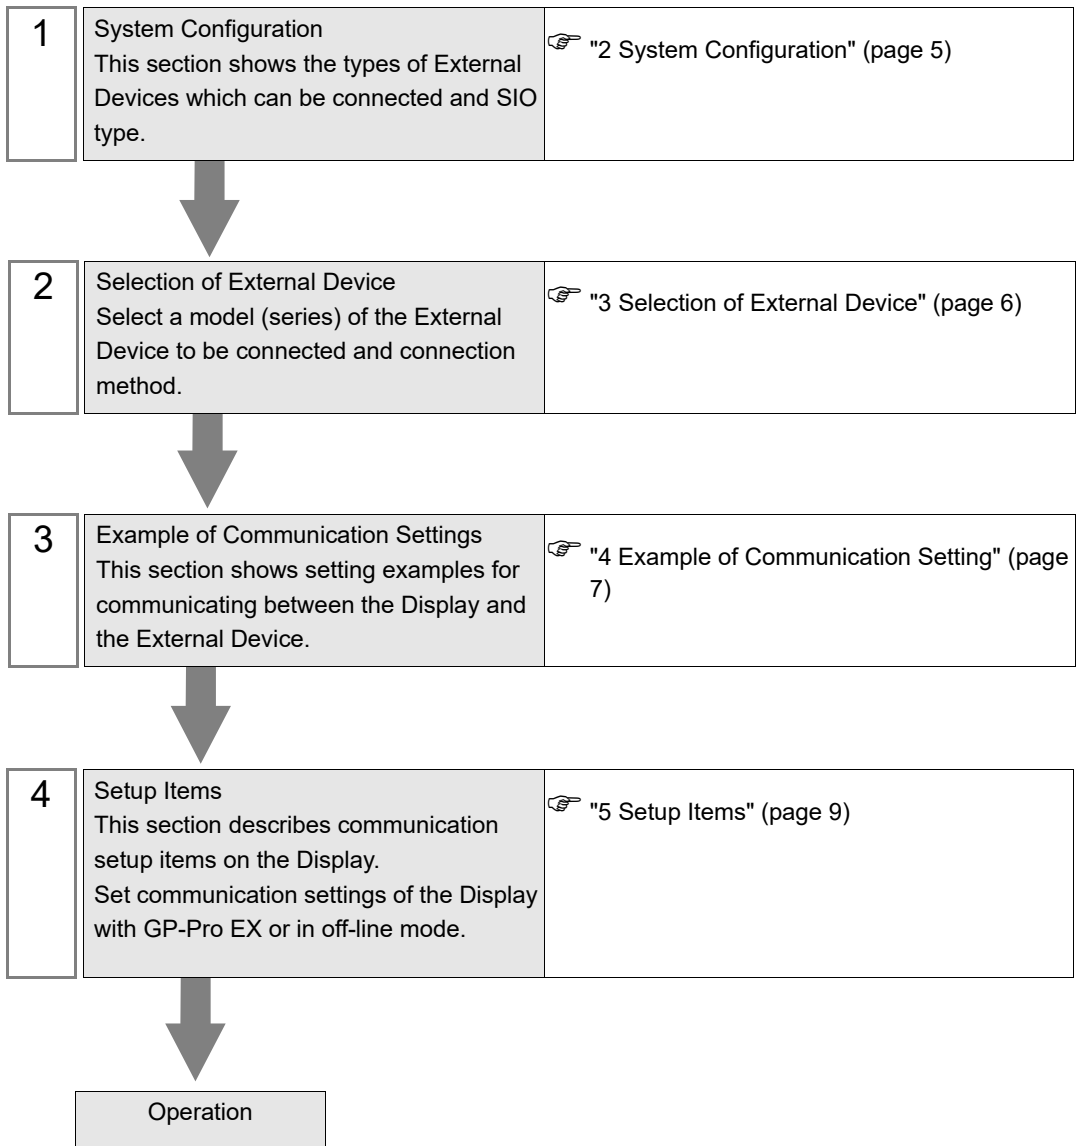 1
System Configuration
This section shows the types of External
Devices which can be connected and SIO
type.
"2 System Configuration" (page 5)
2
Selection of External Device
Select a model (series) of the External
Device to be connected and connection
method.
"3 Selection of External Device" (page 6)
3
Example of Communication Settings
This section shows setting examples for
communicating between the Display and
the External Device.
"4 Example of Communication Setting" (page
7)
4
Setup Items
This section describes communication
setup items on the Display.
Set communication settings of the Display
with GP-Pro EX or in off-line mode.
"5 Setup Items" (page 9)
Operation